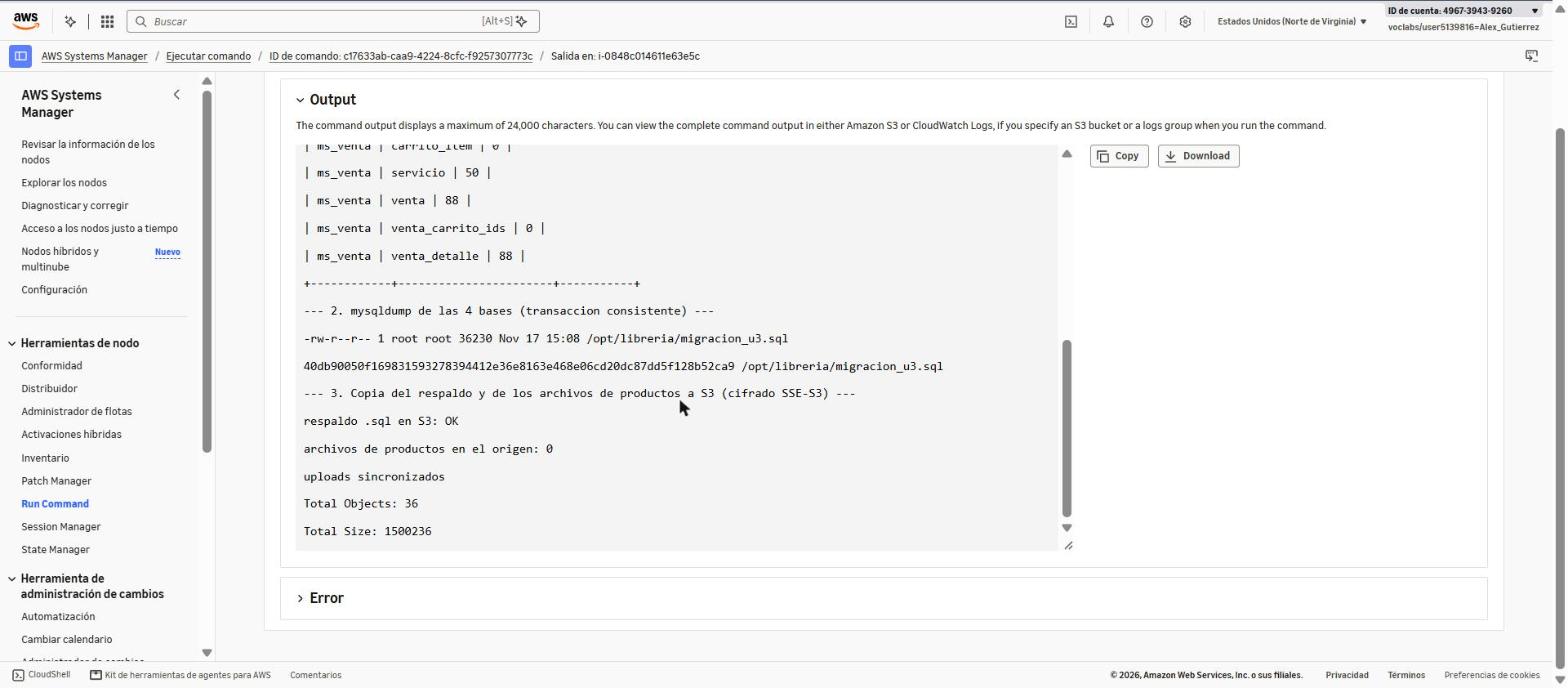 aws
Buscar
[Alt+S]
Estados Unidos (Norte de Virginia)
ID de cuenta: 4967-3943-9260
voclabs/user5139816=Alex_Gutierrez
AWS Systems Manager / Ejecutar comando / ID de comando: c17633ab-caa9-4224-8cfc-f9257307773c / Salida en: i-0848c014611e63e5c
AWS Systems
Manager
Revisar la información de los
nodos
Explorar los nodos
Diagnosticar y corregir
Acceso a los nodos justo a tiempo
Nodos híbridos y
multinube
Nuevo
Configuración
Herramientas de nodo
Conformidad
Distribuidor
Administrador de flotas
Activaciones híbridas
Inventario
Patch Manager
Run Command
Session Manager
State Manager
Herramienta de
administración de cambios
Automatización
Cambiar calendario
Administrador de cambios
Output
The command output displays a maximum of 24,000 characters. You can view the complete command output in either Amazon S3 or CloudWatch Logs, if you specify an S3 bucket or a logs group when you run the command.
Copy
Download
| ms_venta | carrito_item | 0 |
| ms_venta | servicio | 50 |
| ms_venta | venta | 88 |
| ms_venta | venta_carrito_ids | 0 |
| ms_venta | venta_detalle | 88 |
+------------+----------------------+-----------+
--- 2. mysqldump de las 4 bases (transaccion consistente) ---
-rw-r--r-- 1 root root 36230 Nov 17 15:08 /opt/libreria/migracion_u3.sql
40db90050f169831593278394412e36e8163e468e06cd20dc87dd5f128b52ca9 /opt/libreria/migracion_u3.sql
--- 3. Copia del respaldo y de los archivos de productos a S3 (cifrado SSE-S3) ---
respaldo .sql en S3: OK
archivos de productos en el origen: 0
uploads sincronizados
Total Objects: 36
Total Size: 1500236
Error
CloudShell
Kit de herramientas de agentes para AWS
Comentarios
© 2026, Amazon Web Services, Inc. o sus filiales.
Privacidad
Términos
Preferencias de cookies